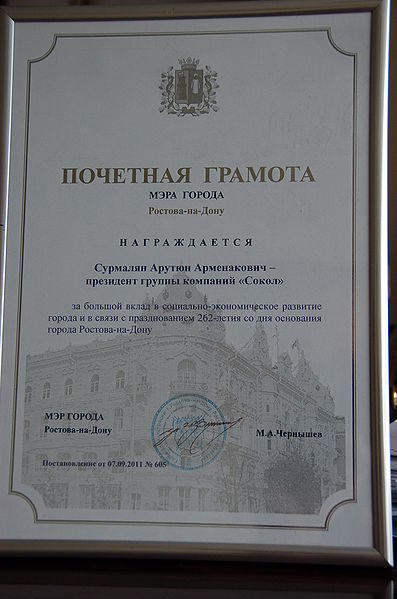 ПОЧЕТНАЯ ГРАМОТА
МЭРА ГОРОДА
Ростова-на-Дону
НАГРАЖДАЕТСЯ
Сурмалян Арутюн Арменакович –
президент группы компаний «Сокол»
за большой вклад в социально-экономическое развитие
города и в связи с празднованием 262-летия со дня основания
города Ростова-на-Дону
МЭР ГОРОДА
Ростова-на-Дону
М.А.Чернышев
Постановление от 07.09.2011 № 605